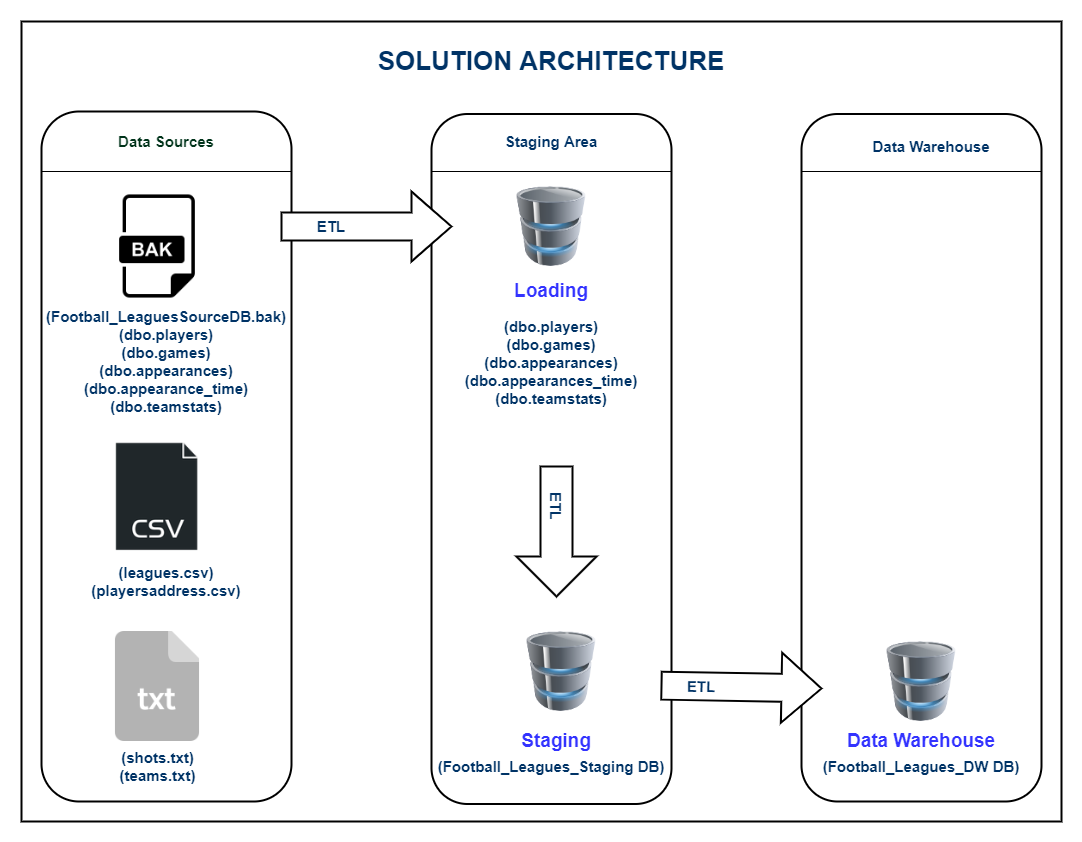 SOLUTION ARCHITECTURE
Data Sources
BAK
(Football_LeaguesSourceDB.bak)
(dbo.players)
(dbo.games)
(dbo.appearances)
(dbo.appearance_time)
(dbo.teamstats)
CSV
(leagues.csv)
(playersaddress.csv)
txt
(shots.txt)
(teams.txt)
ETL
Staging Area
Loading
(dbo.players)
(dbo.games)
(dbo.appearances)
(dbo.appearances_time)
(dbo.teamstats)
ETL
Staging
(Football_Leagues_Staging DB)
ETL
Data Warehouse
Data Warehouse
(Football_Leagues_DW DB)